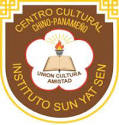 CENTRO CULTURAL
CHINO-PANAMEÑO
UNION CULTURA
AMISTAD
INSTITUTO SUN YAT SEN